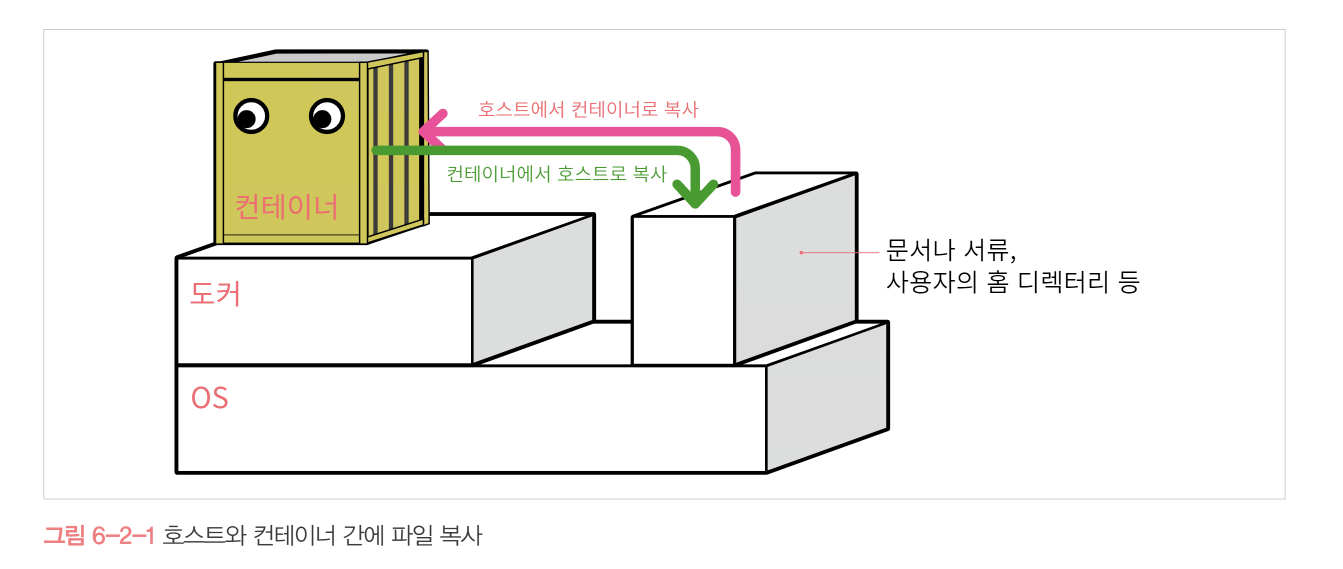 호스트에서 컨테이너로 복사
컨테이너에서 호스트로 복사
컨테이너
문서나 서류,
사용자의 홈 디렉터리 등
도커
OS
그림 6-2-1 호스트와 컨테이너 간에 파일 복사